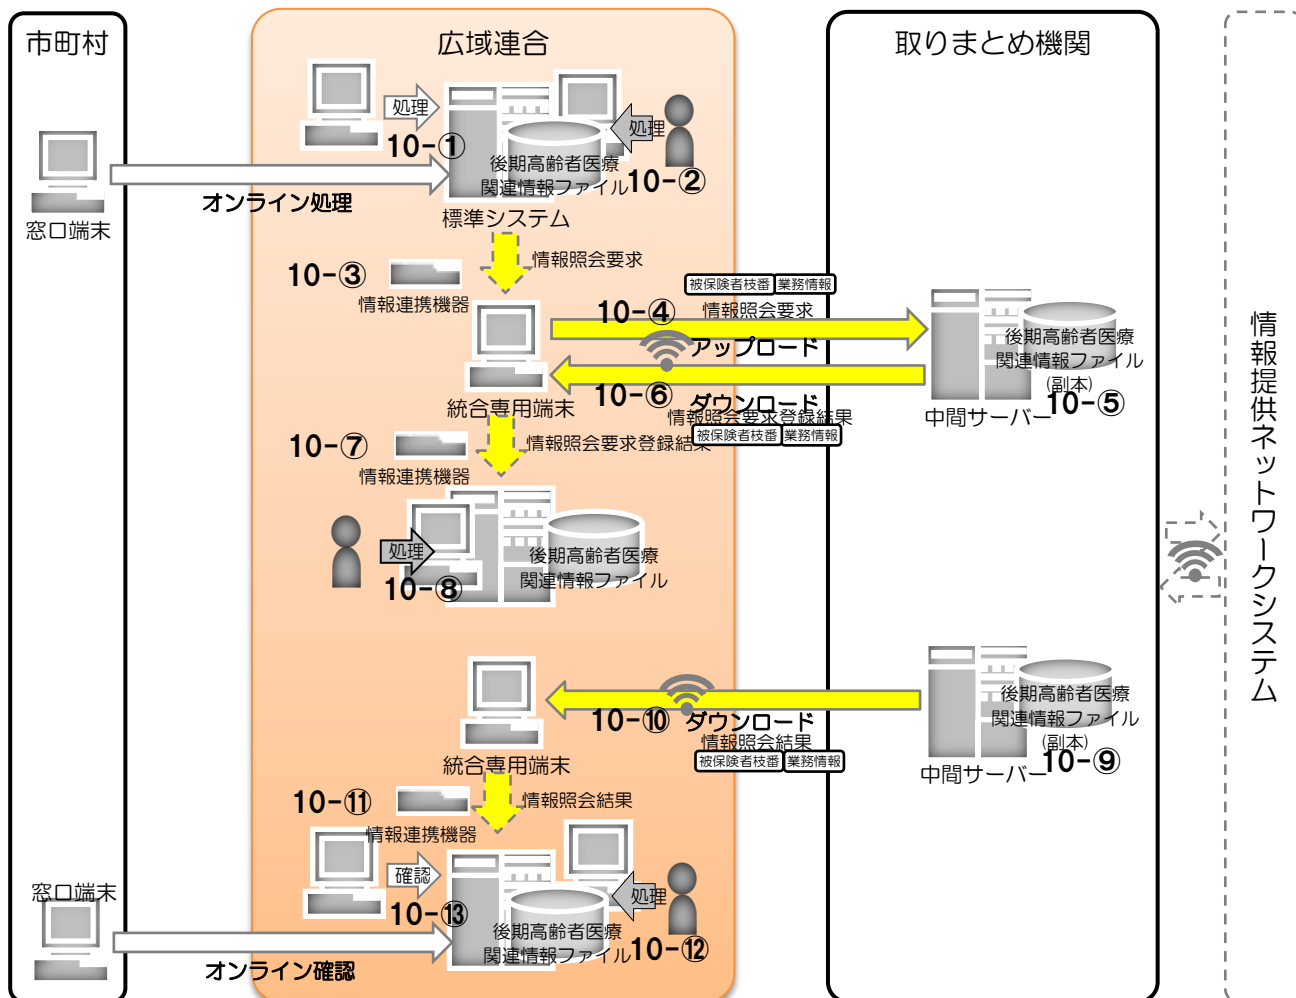 市町村
広域連合
取りまとめ機関
処理
10-①
処理
10-②
後期高齢者医療
関連情報ファイル
オンライン処理
窓口端末
標準システム
情報照会要求
10-③
情報連携機器
被保険者枝番 業務情報
10-④
情報照会要求
アップロード
後期高齢者医療
関連情報ファイル
(副本)
10-⑤
中間サーバー
10-⑥
ダウンロード
情報照会要求登録結果
被保険者枝番 業務情報
統合専用端末
10-⑦
情報照会要求登録結果
情報連携機器
処理
10-⑧
後期高齢者医療
関連情報ファイル
情報提供ネットワークシステム
10-⑩
ダウンロード
情報照会結果
被保険者枝番 業務情報
後期高齢者医療
関連情報ファイル
(副本)
10-⑨
中間サーバー
統合専用端末
10-⑪
情報照会結果
情報連携機器
確認
10-⑬
処理
10-⑫
後期高齢者医療
関連情報ファイル
窓口端末
オンライン確認